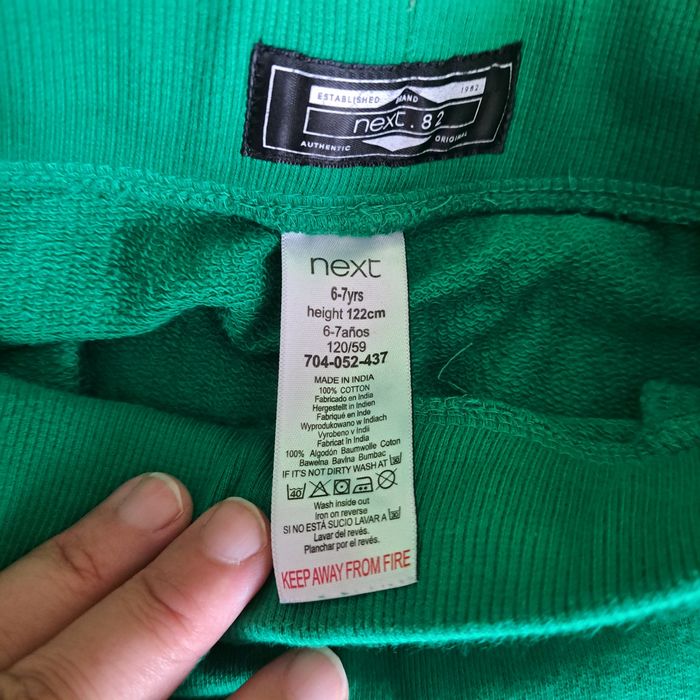 ESTABLISHED BRAND 1982
next.82
AUTHENTIC ORIGINAL
next
6-7yrs
height 122cm
6-7años
120/59
704-052-437
MADE IN INDIA
100% COTTON
Fabricado en India
Hergestellt in Indien
Fabriqué en Inde
Wyprodukowano w Indiach
Vyrobeno v Indii
Fabricat în India
100% Algodón Baumwolle Coton
Bawełna Bavlna Bumbac
IF IT'S NOT DIRTY WASH AT 30
40
Wash inside out
Iron on reverse
SI NO ESTÁ SUCIO LAVAR A 30
Lavar del revés.
Planchar por el revés.
KEEP AWAY FROM FIRE